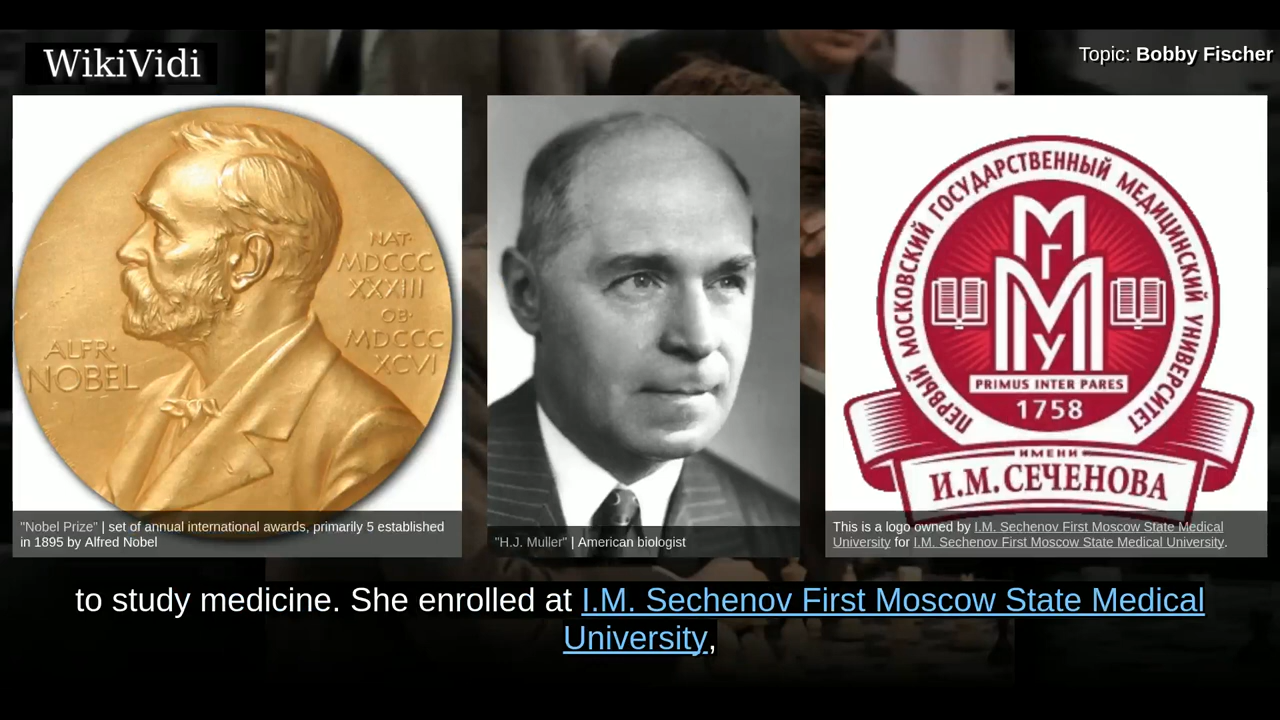 WikiVidi
Topic: Bobby Fischer
ALFR·
NOBEL
NAT·
MDCCC
XXXIII
OB·
MDCCC
XCVI
ПЕРВЫЙ МОСКОВСКИЙ ГОСУДАРСТВЕННЫЙ МЕДИЦИНСКИЙ УНИВЕРСИТЕТ
МГМУ
PRIMUS INTER PARES
1758
ИМЕНИ
И.М. СЕЧЕНОВА
"Nobel Prize" | set of annual international awards, primarily 5 established
in 1895 by Alfred Nobel
"H.J. Muller" | American biologist
This is a logo owned by I.M. Sechenov First Moscow State Medical
University for I.M. Sechenov First Moscow State Medical University.
to study medicine. She enrolled at I.M. Sechenov First Moscow State Medical
University,